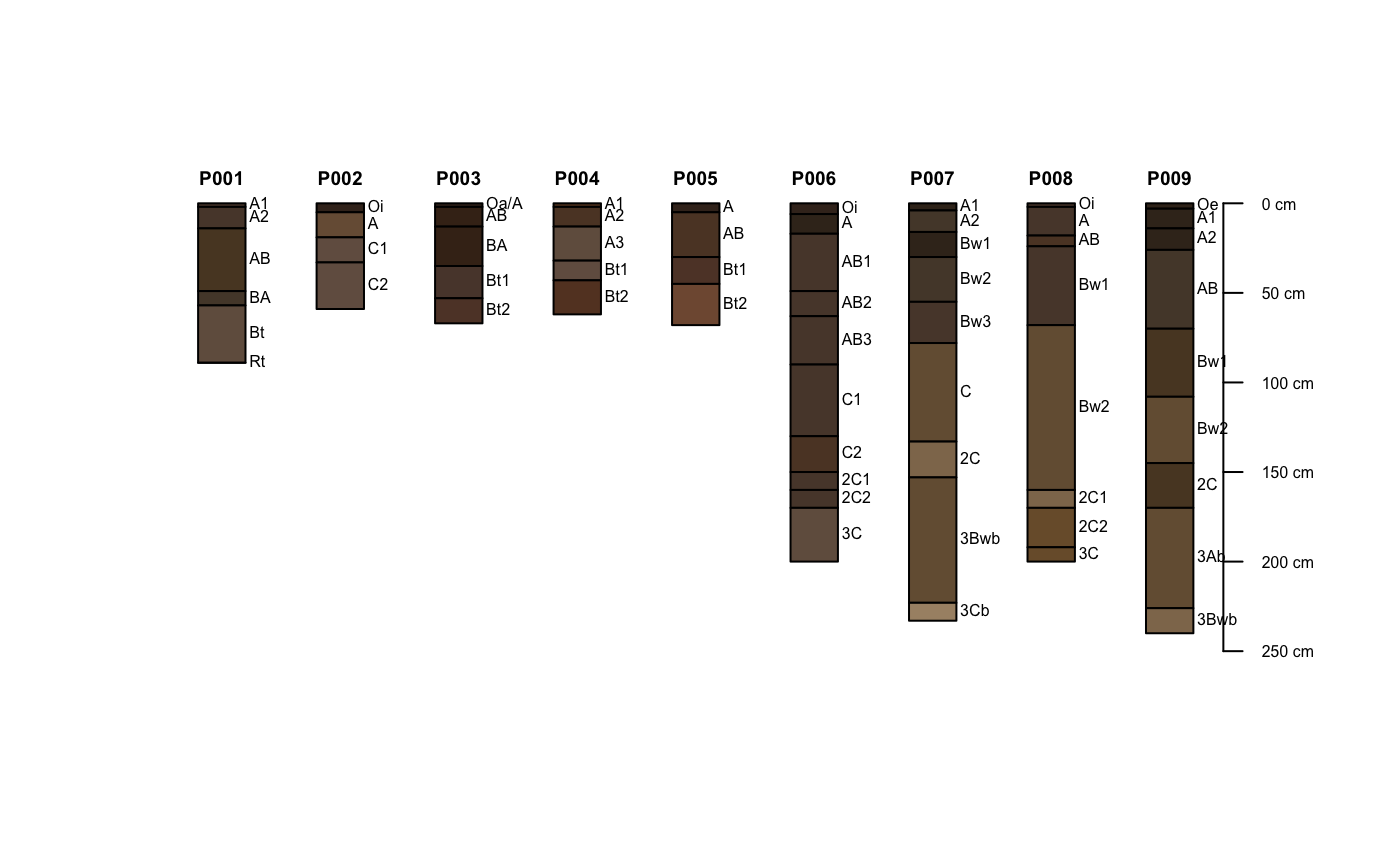 P001 P002 P003 P004 P005 P006 P007 P008 P009
A1
A2
AB
BA
Bt
Rt
Oi
A
C1
C2
Oa/A
AB
BA
Bt1
Bt2
A1
A2
A3
Bt1
Bt2
A
AB
Bt1
Bt2
Oi
A
AB1
AB2
AB3
C1
C2
2C1
2C2
3C
A1
A2
Bw1
Bw2
Bw3
C
2C
3Bwb
3Cb
Oi
A
AB
Bw1
Bw2
2C1
2C2
3C
Oe
A1
A2
AB
Bw1
Bw2
2C
3Ab
3Bwb
0 cm
50 cm
100 cm
150 cm
200 cm
250 cm